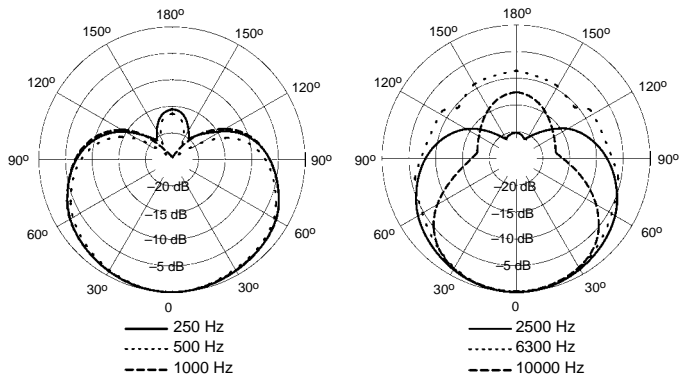 180º
150º 150º
120º 120º
90º 90º
60º 60º
30º 30º
0
–20 dB
–15 dB
–10 dB
–5 dB
250 Hz
500 Hz
1000 Hz
180º
150º 150º
120º 120º
90º 90º
60º 60º
30º 30º
0
–20 dB
–15 dB
–10 dB
–5 dB
2500 Hz
6300 Hz
10000 Hz